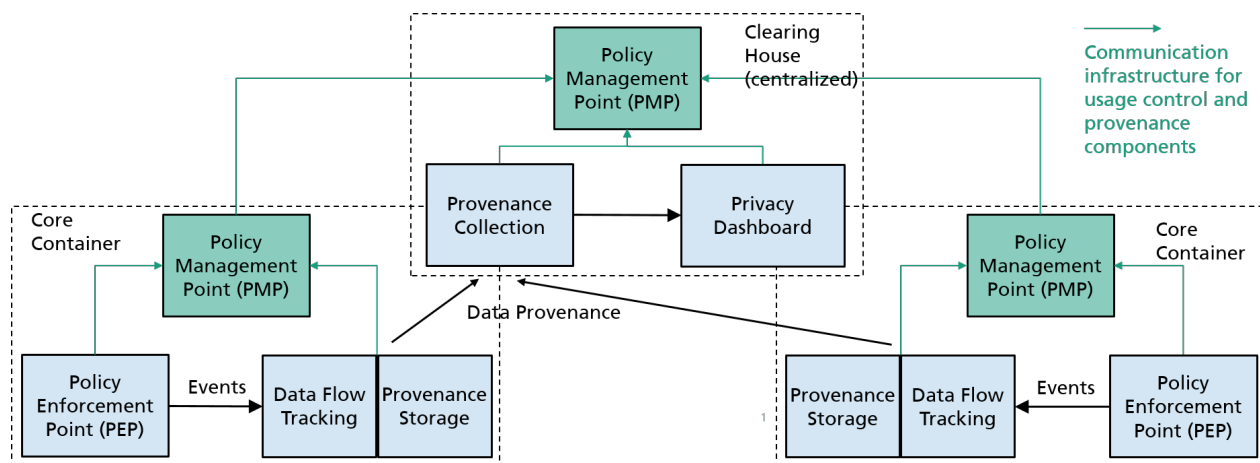 Policy
Management
Point (PMP)
Clearing
House
(centralized)
Communication
infrastructure for
usage control and
provenance
components
Provenance
Collection
Privacy
Dashboard
Core
Container
Policy
Management
Point (PMP)
Policy
Management
Point (PMP)
Core
Container
Data Provenance
Policy
Enforcement
Point (PEP)
Events
Data Flow
Tracking
Provenance
Storage
1
Provenance
Storage
Data Flow
Tracking
Events
Policy
Enforcement
Point (PEP)